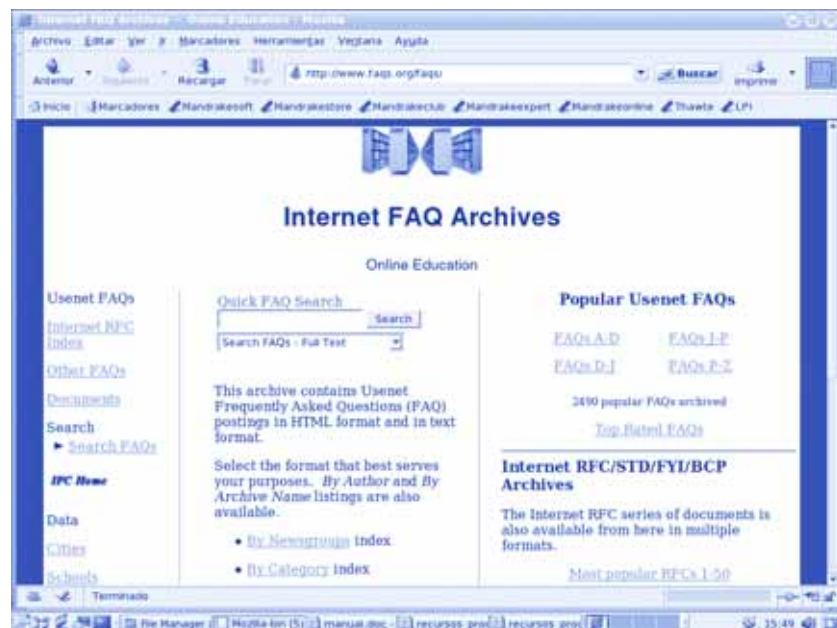 Internet FAQ Archives - Online Education - Mozilla
Archivo Editar Ver Ir Marcadores Herramientas Ventana Ayuda
Anterior Siguiente Recargar Parar http://www.faqs.org/faqs/ Buscar Imprimir
Inicio Marcadores Mandrakesoft Mandrakestore Mandrakeclub Mandrakeexpert Mandrakeonline Thawte LPI
Internet FAQ Archives
Online Education
Usenet FAQs
Internet RFC
Index
Other FAQs
Documents
Search
Search FAQs
IFC Home
Data
Cities
Schools
Quick FAQ Search
Search
Search FAQs - Full Text
This archive contains Usenet
Frequently Asked Questions (FAQ)
postings in HTML format and in text
format.
Select the format that best serves
your purposes. By Author and By
Archive Name listings are also
available.
By Newsgroups index
By Category index
Popular Usenet FAQs
FAQs A-D FAQs J-P
FAQs D-J FAQs P-Z
2490 popular FAQs archived
Top Rated FAQs
Internet RFC/STD/FYI/BCP
Archives
The Internet RFC series of documents is
also available from here in multiple
formats.
Most popular RFCs 1-50
Terminado
File Manager Mozilla-bin (5) manual.doc - recursos_prod recursos_prod 15:49